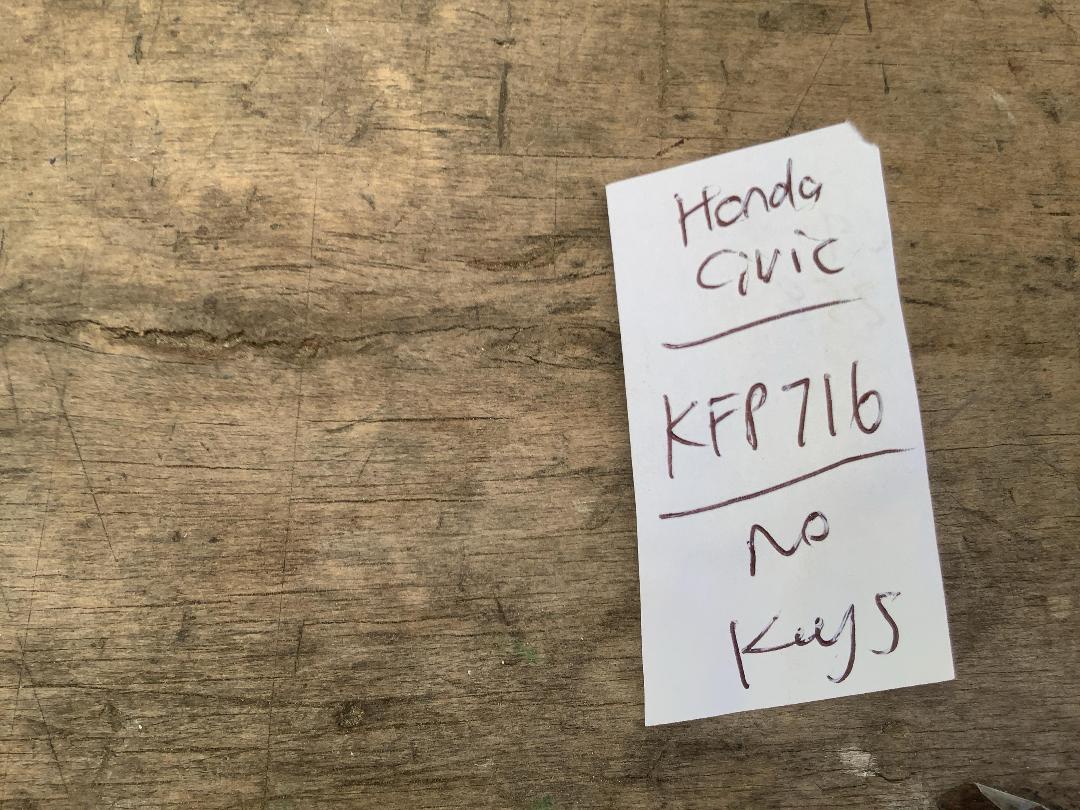 Honda
Civic
KFP716
No
Keys